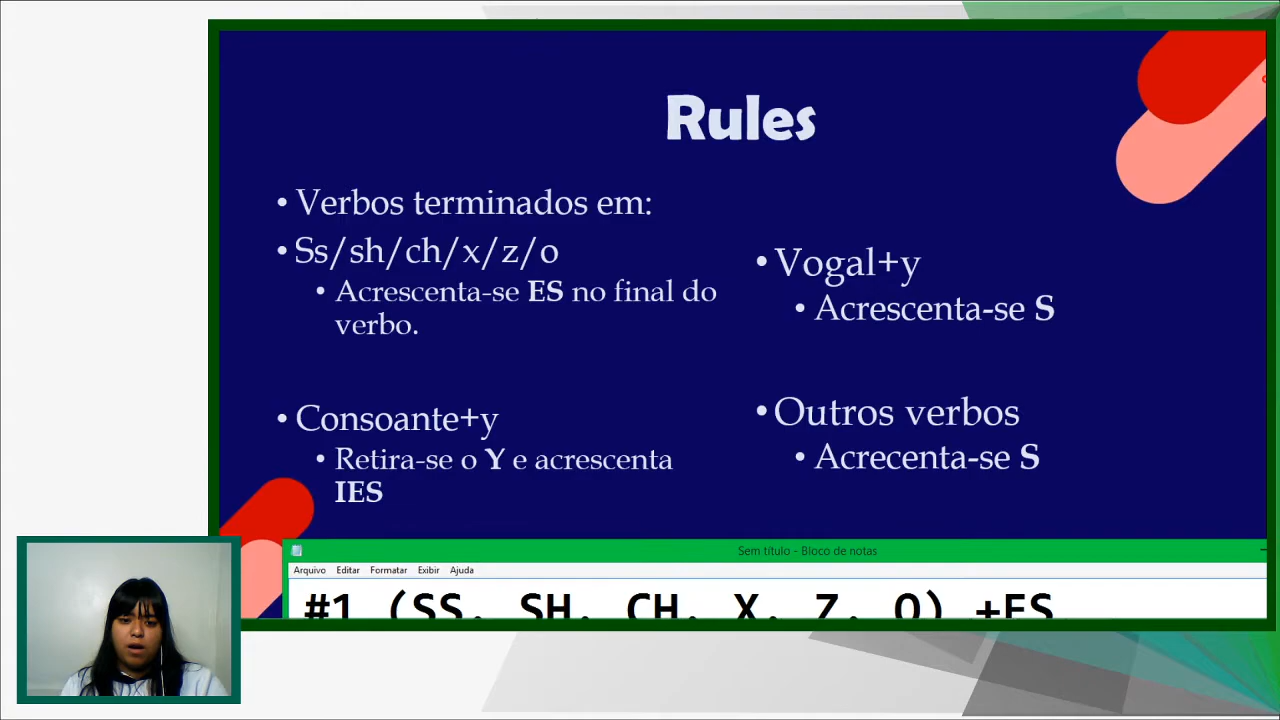 Rules
• Verbos terminados em:
• Ss/sh/ch/x/z/o
• Acrescenta-se ES no final do
verbo.
• Consoante+y
• Retira-se o Y e acrescenta
IES
• Vogal+y
• Acrescenta-se S
• Outros verbos
• Acrecenta-se S
Sem título - Bloco de notas
Arquivo Editar Formatar Exibir Ajuda
#1 (SS, SH, CH, X, Z, O) +ES